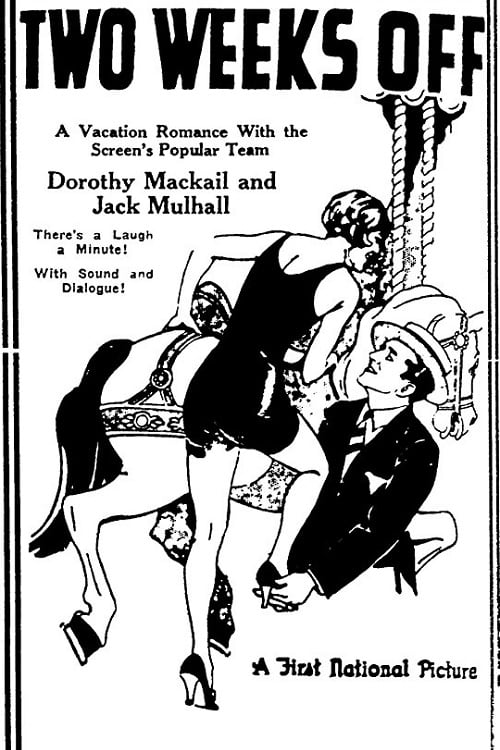 TWO WEEKS OFF
A Vacation Romance With the
Screen's Popular Team
Dorothy Mackail and
Jack Mulhall
There's a Laugh
a Minute!
With Sound and
Dialogue!
A First National Picture